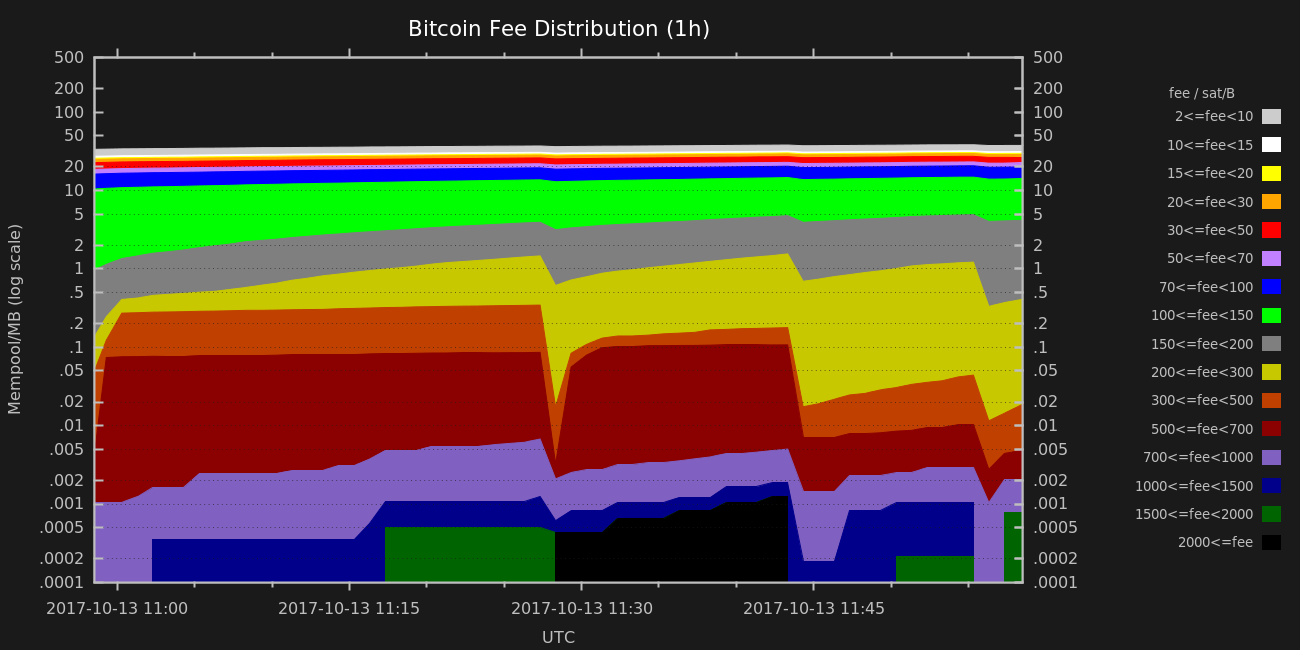 Bitcoin Fee Distribution (1h)
500 500
200 200
100 100
50 50
20 20
10 10
5 5
2 2
1 1
.5 .5
.2 .2
.1 .1
.05 .05
.02 .02
.01 .01
.005 .005
.002 .002
.001 .001
.0005 .0005
.0002 .0002
.0001 .0001
Mempool/MB (log scale)
2017-10-13 11:00 2017-10-13 11:15 2017-10-13 11:30 2017-10-13 11:45
UTC
fee / sat/B
2<=fee<10
10<=fee<15
15<=fee<20
20<=fee<30
30<=fee<50
50<=fee<70
70<=fee<100
100<=fee<150
150<=fee<200
200<=fee<300
300<=fee<500
500<=fee<700
700<=fee<1000
1000<=fee<1500
1500<=fee<2000
2000<=fee